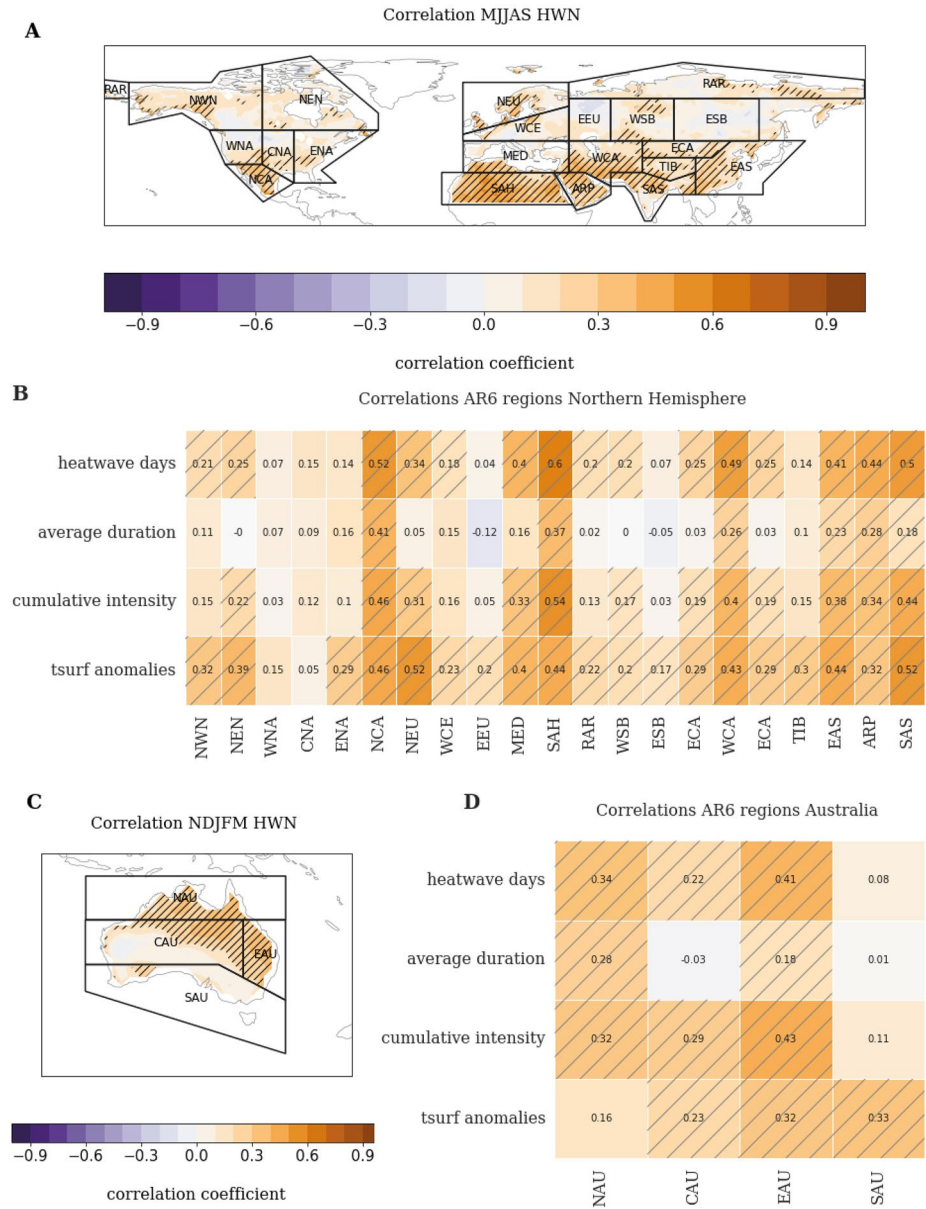 Correlation MJJAS HWN
A
RAR
RAR
NWN
NEN
NEU
WCE
EEU
WSB
ESB
WNA
CNA
ENA
MED
WCA
ECA
TIB
EAS
NCA
SAH
ARP
SAS
−0.9 −0.6 −0.3 0.0 0.3 0.6 0.9
correlation coefficient
B
Correlations AR6 regions Northern Hemisphere
heatwave days 0.21 0.25 0.07 0.15 0.14 0.52 0.34 0.18 0.04 0.4 0.6 0.2 0.2 0.07 0.25 0.49 0.25 0.14 0.41 0.44 0.5
average duration 0.11 -0 0.07 0.09 0.16 0.41 0.05 0.15 -0.12 0.16 0.37 0.02 0 -0.05 0.03 0.26 0.03 0.1 0.23 0.28 0.18
cumulative intensity 0.15 0.22 0.03 0.12 0.1 0.46 0.31 0.16 0.05 0.33 0.54 0.13 0.17 0.03 0.19 0.4 0.19 0.15 0.38 0.34 0.44
tsurf anomalies 0.32 0.39 0.15 0.05 0.29 0.46 0.52 0.23 0.2 0.4 0.44 0.22 0.2 0.17 0.29 0.43 0.29 0.3 0.44 0.32 0.52
NWN NEN WNA CNA ENA NCA NEU WCE EEU MED SAH RAR WSB ESB ECA WCA ECA TIB EAS ARP SAS
C
Correlation NDJFM HWN
NAU
CAU
EAU
SAU
−0.9 −0.6 −0.3 0.0 0.3 0.6 0.9
correlation coefficient
D
Correlations AR6 regions Australia
heatwave days 0.34 0.22 0.41 0.08
average duration 0.28 -0.03 0.18 0.01
cumulative intensity 0.32 0.29 0.43 0.11
tsurf anomalies 0.16 0.23 0.32 0.33
NAU CAU EAU SAU